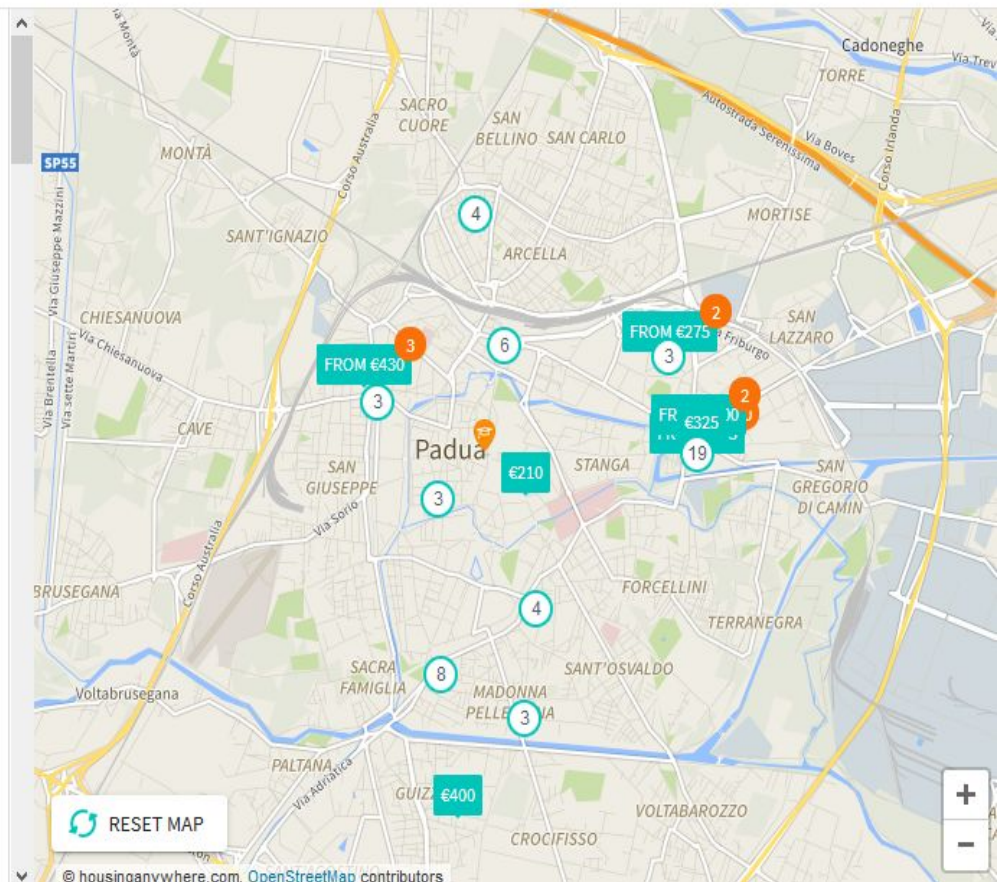 Cadoneghe
Via Trev
TORRE
Via Montà
SACRO
CUORE
SAN
BELLINO
SAN CARLO
Autostrada Serenissima
Via Boves
Corso Irlanda
Corso Australia
MONTÀ
SP55
Via Giuseppe Mazzini
4
MORTISE
SANT'IGNAZIO
ARCELLA
CHIESANUOVA
Via Chiesanuova
Via Brentella
Via sette Martiri
3
FROM €430
3
6
2
FROM €275
3
Friburgo
SAN
LAZZARO
2
€325
19
CAVE
Padua
€210
STANGA
SAN
GIUSEPPE
3
Via Sorio
SAN
GREGORIO
DI CAMIN
Corso Australia
BRUSEGANA
FORCELLINI
4
TERRANEGRA
SACRA
FAMIGLIA
8
SANT'OSVALDO
Voltabrusegana
MADONNA
3
PALTANA
Via Adriatica
€400
VOLTABAROZZO
CROCIFISSO
RESET MAP
+
−
© housinganywhere.com, OpenStreetMap contributors